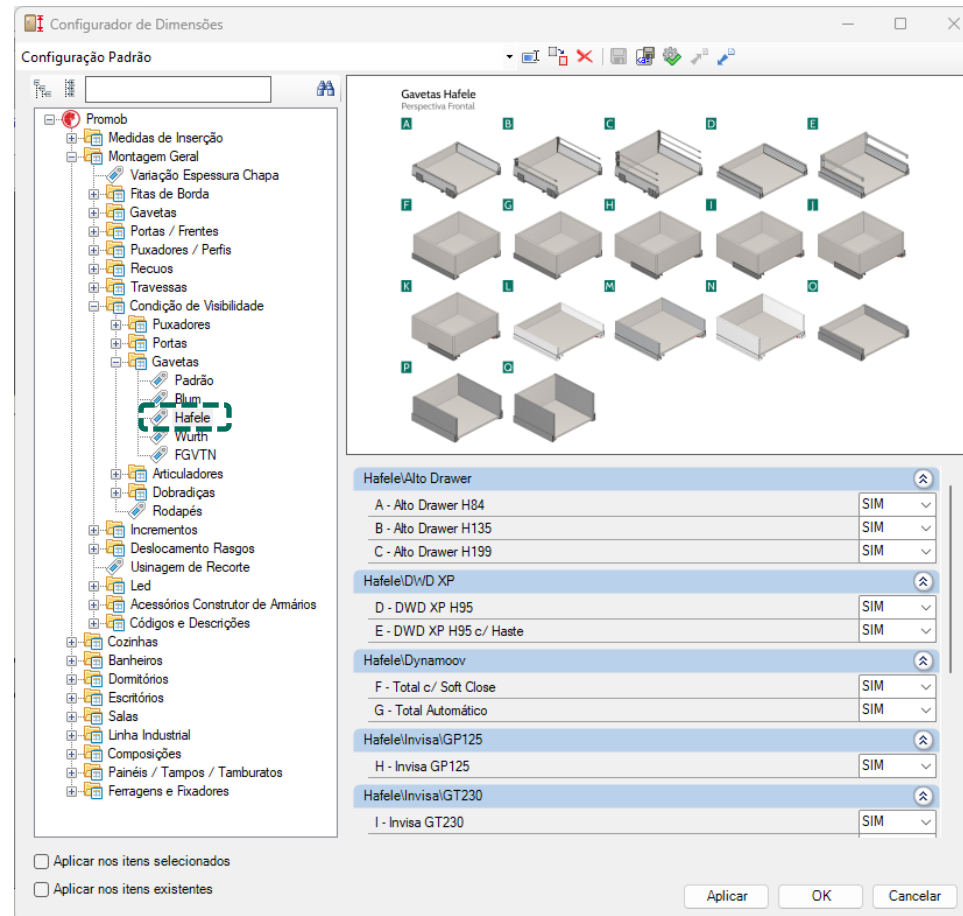 Configurador de Dimensões
Configuração Padrão
Promob
Medidas de Inserção
Montagem Geral
Variação Espessura Chapa
Fitas de Borda
Gavetas
Portas / Frentes
Puxadores / Perfis
Recuos
Travessas
Condição de Visibilidade
Puxadores
Portas
Gavetas
Padrão
Blum
Hafele
Wurth
FGVTN
Articuladores
Dobradiças
Rodapés
Incrementos
Deslocamento Rasgos
Usinagem de Recorte
Led
Acessórios Construtor de Armários
Códigos e Descrições
Cozinhas
Banheiros
Dormitórios
Escritórios
Salas
Linha Industrial
Composições
Painéis / Tampos / Tamburatos
Ferragens e Fixadores
Gavetas Hafele
Perspectiva Frontal
A B C D E
F G H I J
K L M N O
P Q
Hafele\Alto Drawer
A - Alto Drawer H84 SIM
B - Alto Drawer H135 SIM
C - Alto Drawer H199 SIM
Hafele\DWD XP
D - DWD XP H95 SIM
E - DWD XP H95 c/ Haste SIM
Hafele\Dynamoov
F - Total c/ Soft Close SIM
G - Total Automático SIM
Hafele\Invisa\GP125
H - Invisa GP125 SIM
Hafele\Invisa\GT230
I - Invisa GT230 SIM
Aplicar nos itens selecionados
Aplicar nos itens existentes
Aplicar OK Cancelar